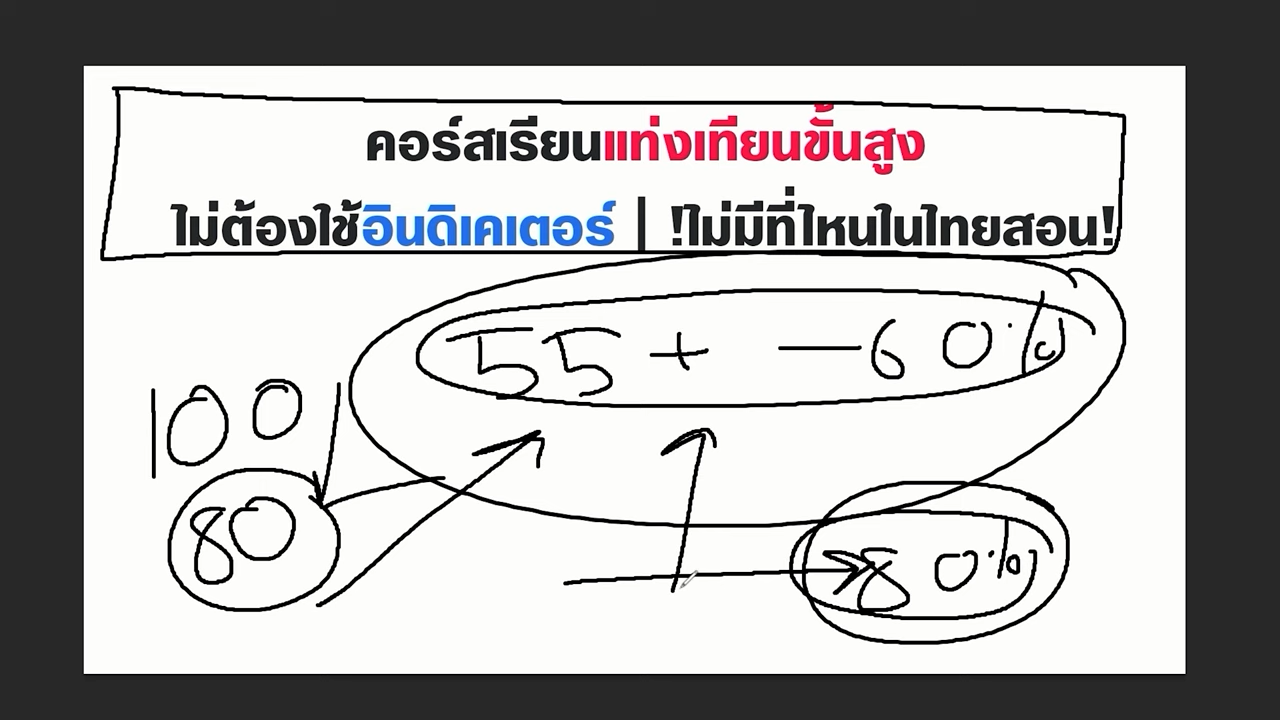 คอร์สเรียนแท่งเทียนขั้นสูง
ไม่ต้องใช้อินดิเคเตอร์ | !ไม่มีที่ไหนในไทยสอน!
55 + - 60%
100
80
80%